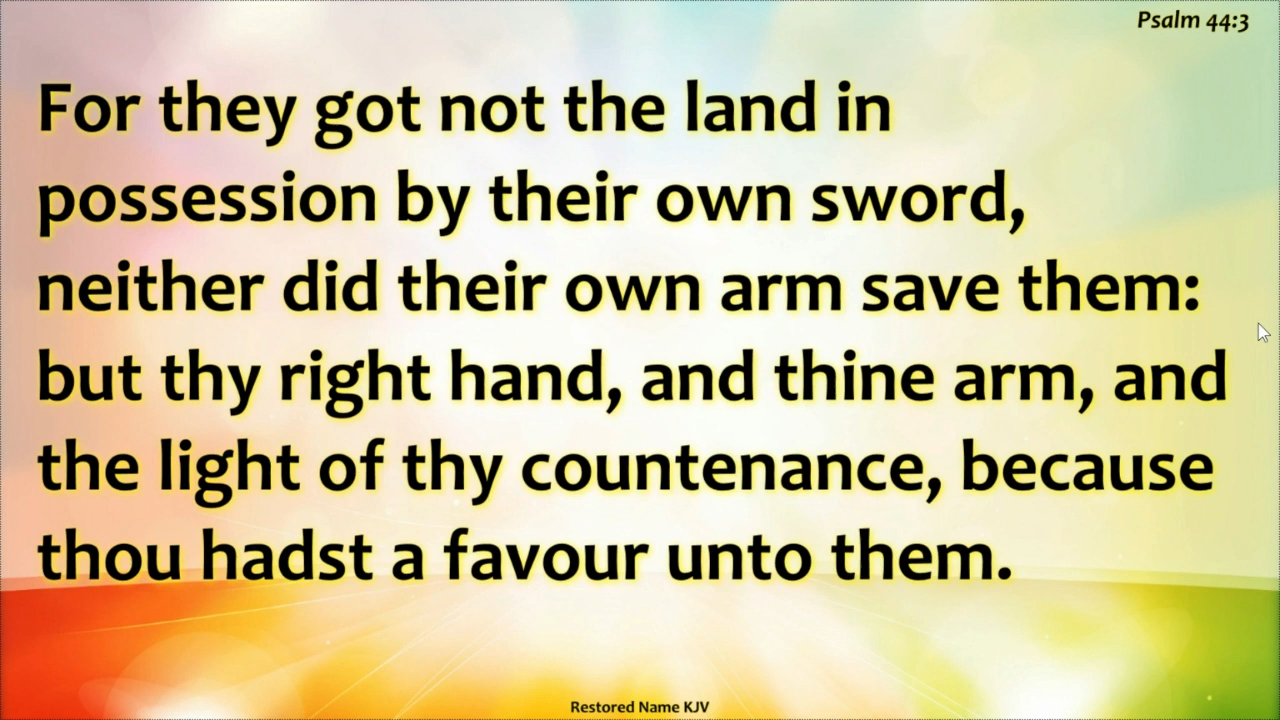 Psalm 44:3
For they got not the land in
possession by their own sword,
neither did their own arm save them:
but thy right hand, and thine arm, and
the light of thy countenance, because
thou hadst a favour unto them.
Restored Name KJV